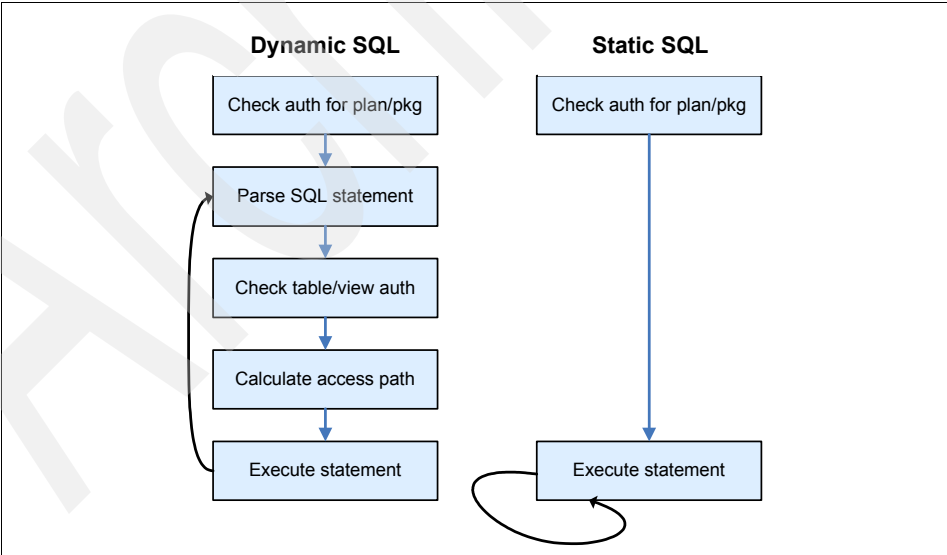 Dynamic SQL
Check auth for plan/pkg
Parse SQL statement
Check table/view auth
Calculate access path
Execute statement
Static SQL
Check auth for plan/pkg
Execute statement